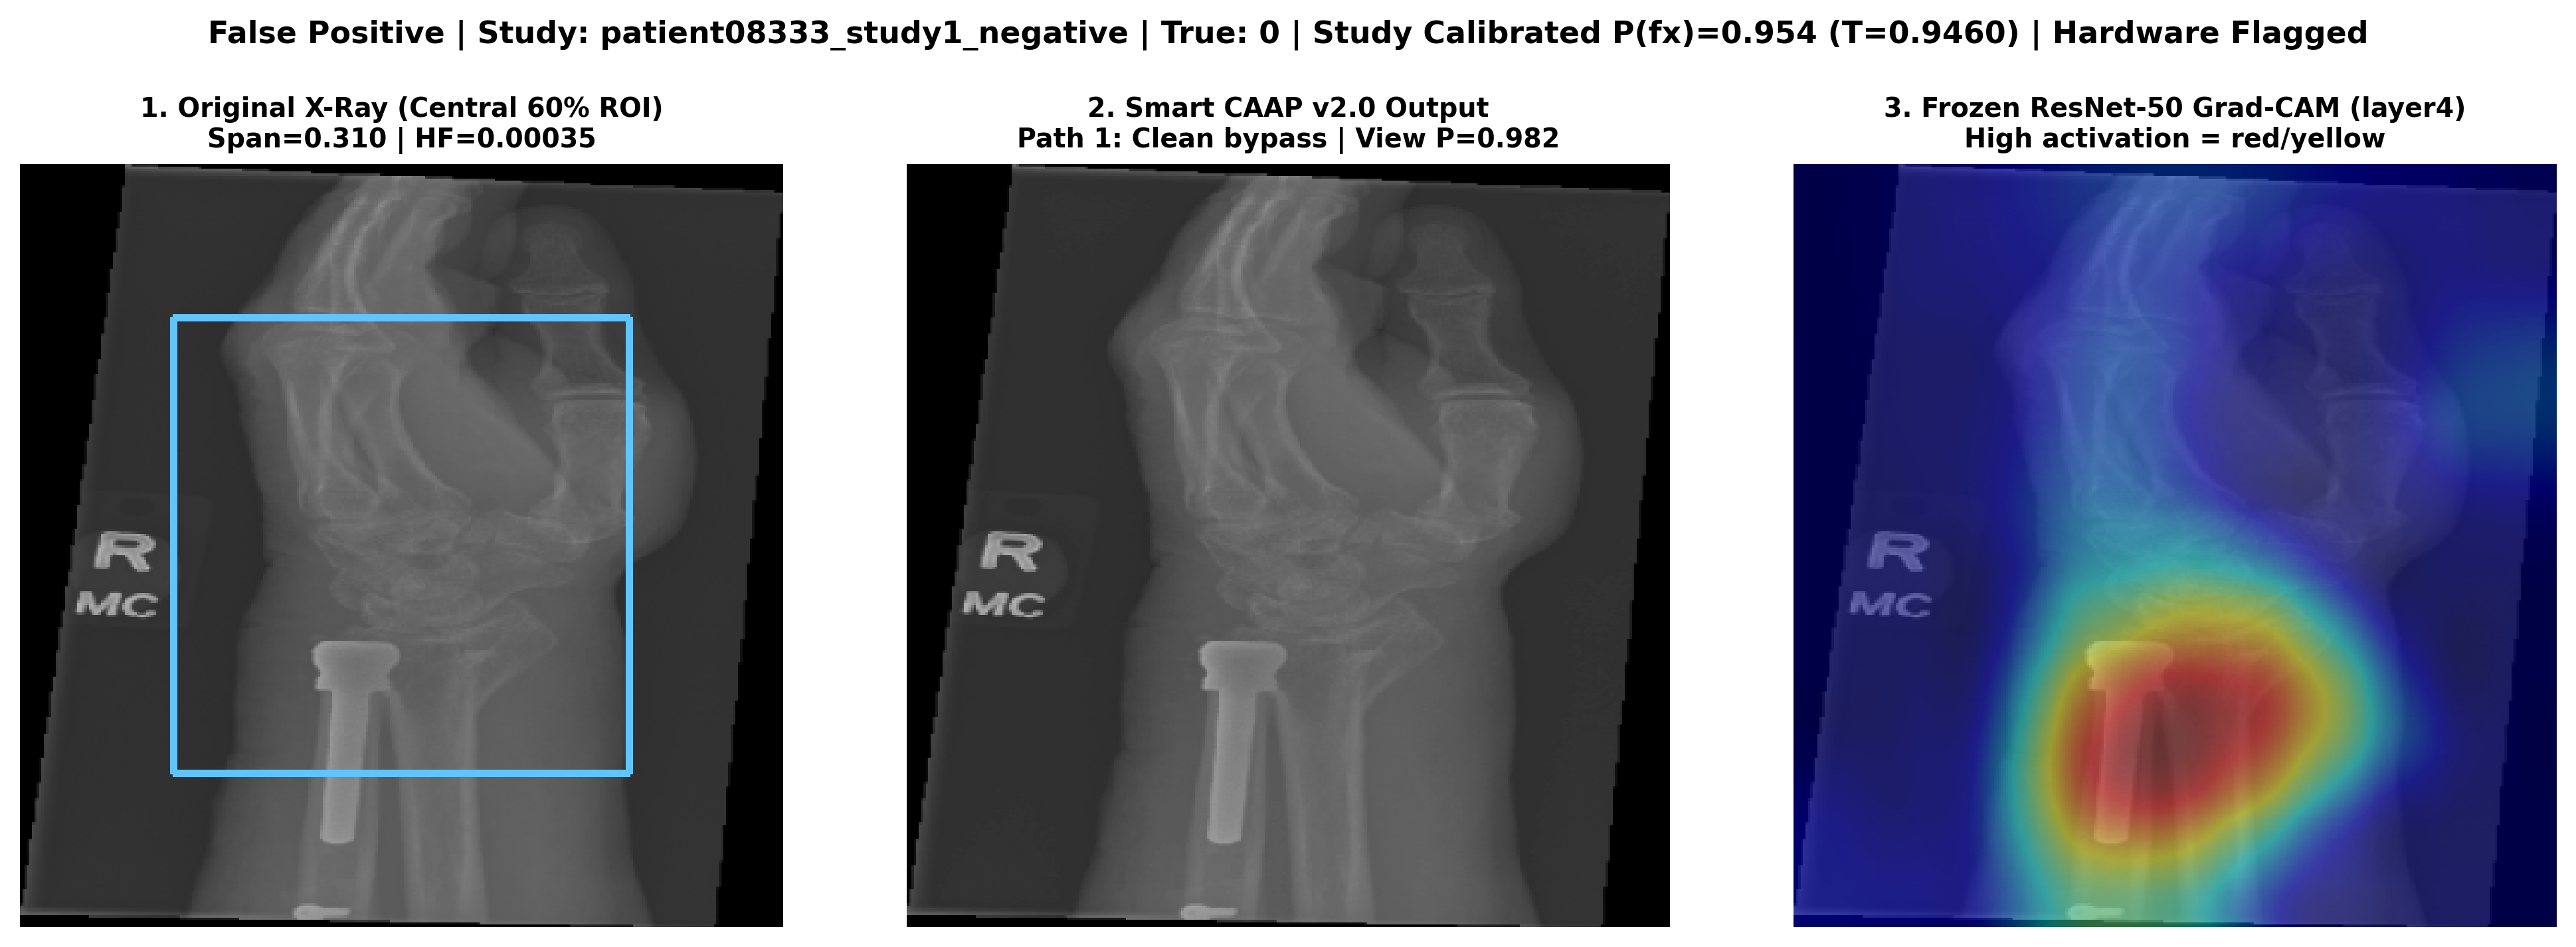 False Positive | Study: patient08333_study1_negative | True: 0 | Study Calibrated P(fx)=0.954 (T=0.9460) | Hardware Flagged
1. Original X-Ray (Central 60% ROI)
Span=0.310 | HF=0.00035
2. Smart CAAP v2.0 Output
Path 1: Clean bypass | View P=0.982
3. Frozen ResNet-50 Grad-CAM (layer4)
High activation = red/yellow
R
MC
R
MC
R
MC